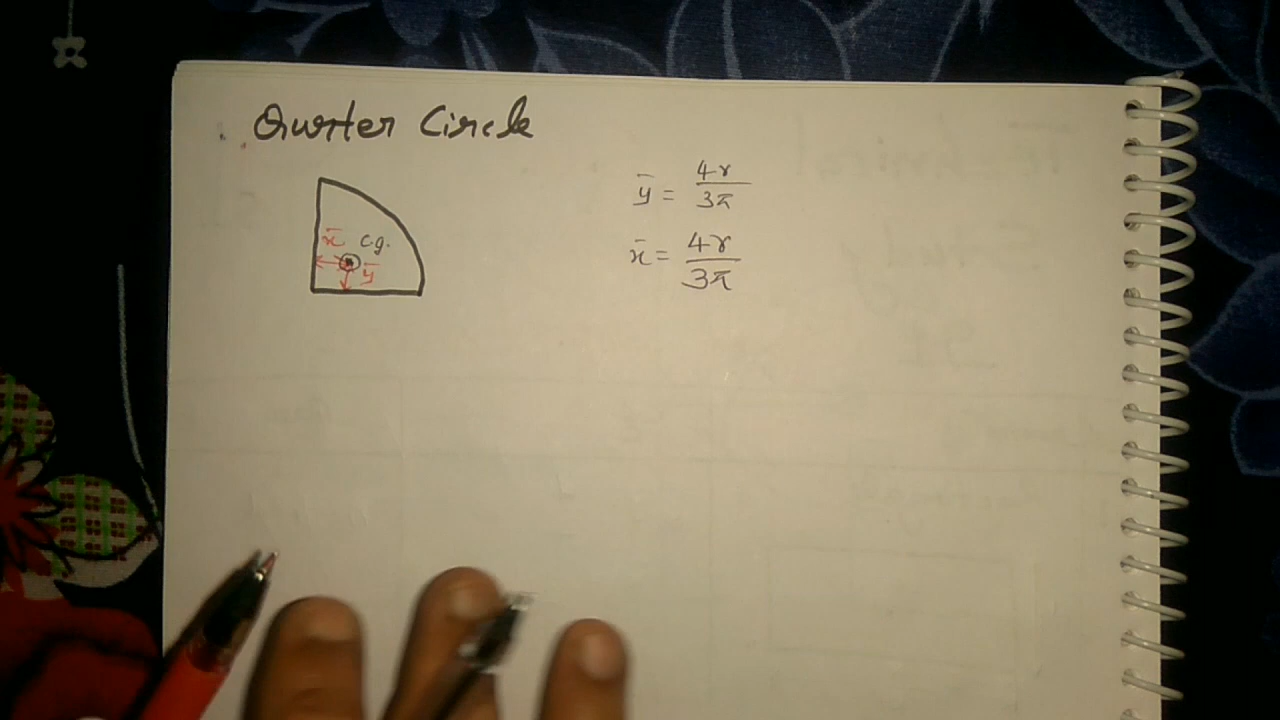 Quarter Circle
x̄ c.g.
ȳ
ȳ = 4r/3π
x̄ = 4r/3π